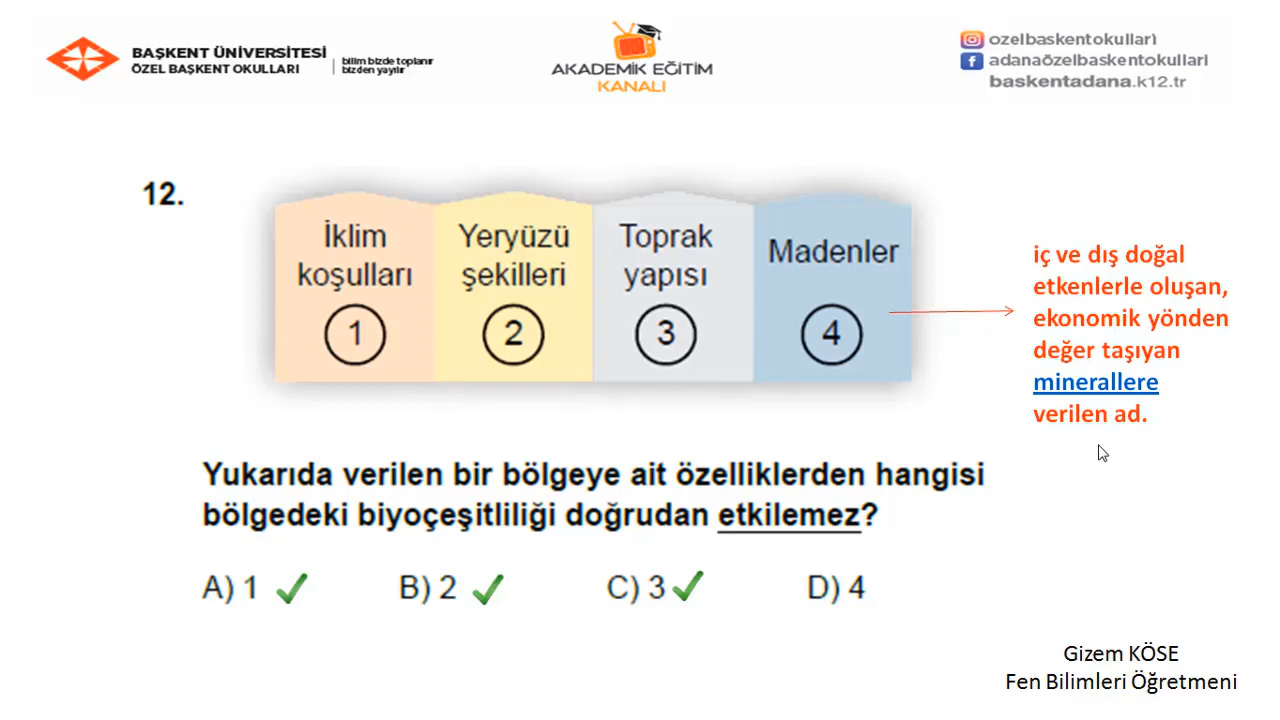 BAŞKENT ÜNİVERSİTESİ
ÖZEL BAŞKENT OKULLARI
bilim bizde toplanır
bizden yayılır
AKADEMİK EĞİTİM
KANALI
ozelbaskentokullarì
adanaözelbaskentokullari
baskentadana.k12.tr
12.
İklim
koşulları
1
Yeryüzü
şekilleri
2
Toprak
yapısı
3
Madenler
4
iç ve dış doğal
etkenlerle oluşan,
ekonomik yönden
değer taşıyan
minerallere
verilen ad.
Yukarıda verilen bir bölgeye ait özelliklerden hangisi
bölgedeki biyoçeşitliliği doğrudan etkilemez?
A) 1 B) 2 C) 3 D) 4
Gizem KÖSE
Fen Bilimleri Öğretmeni